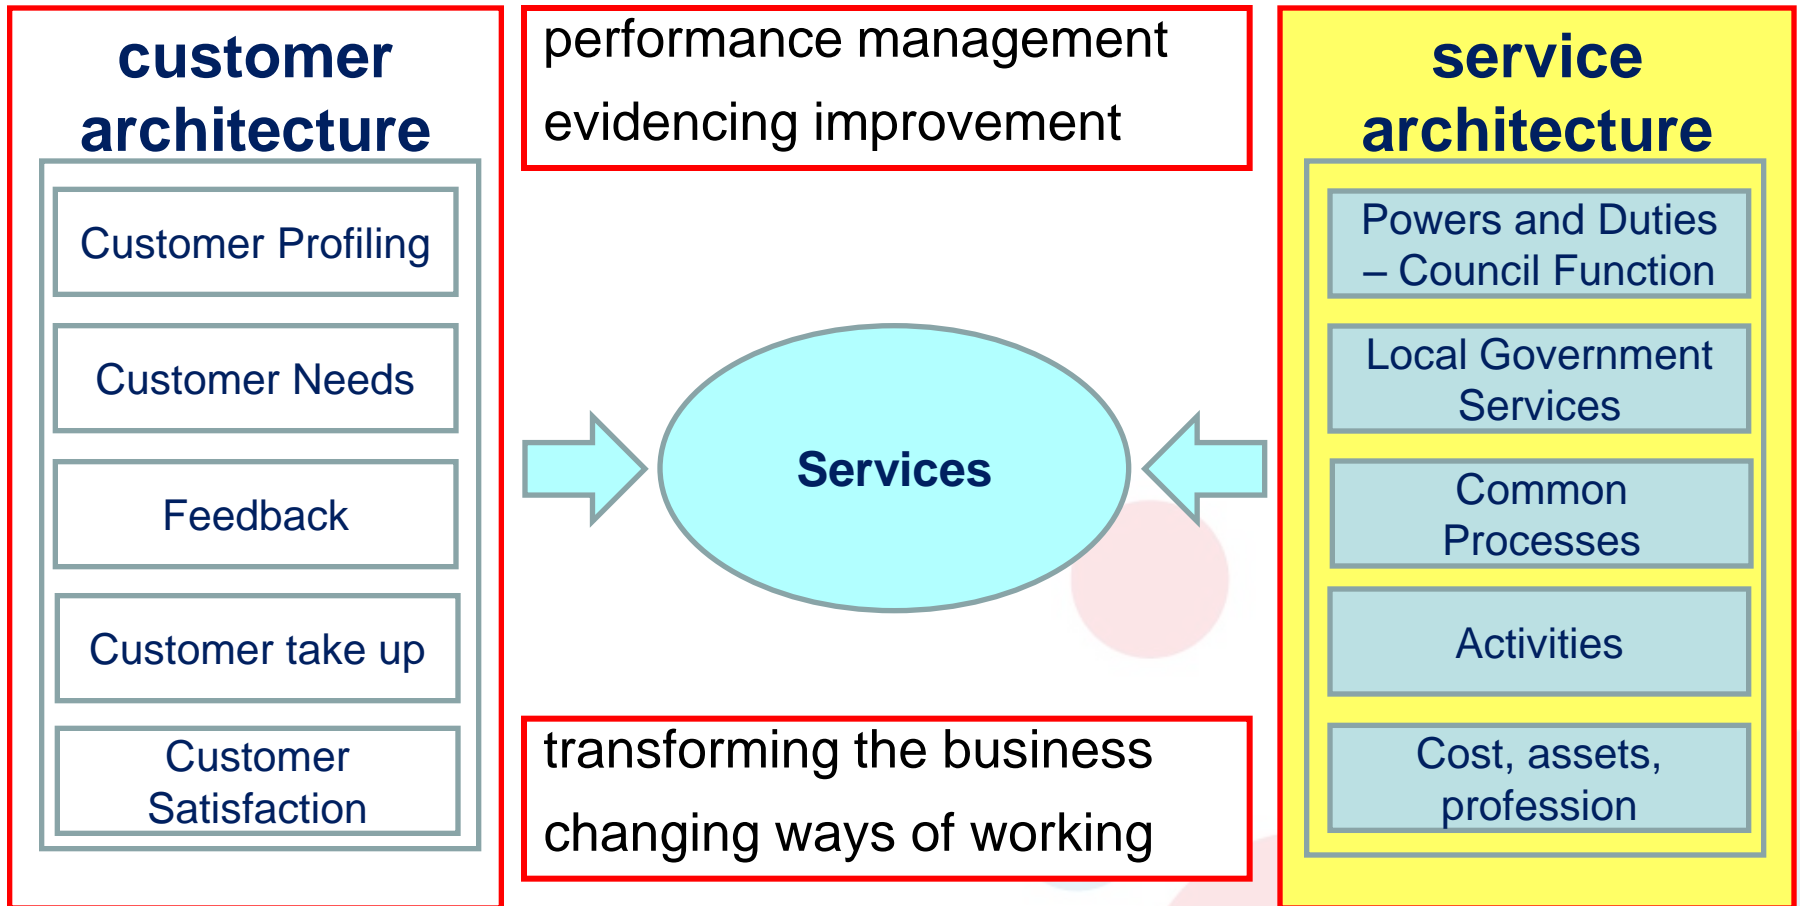 customer
architecture
Customer Profiling
Customer Needs
Feedback
Customer take up
Customer
Satisfaction
performance management
evidencing improvement
Services
transforming the business
changing ways of working
service
architecture
Powers and Duties
– Council Function
Local Government
Services
Common
Processes
Activities
Cost, assets,
profession